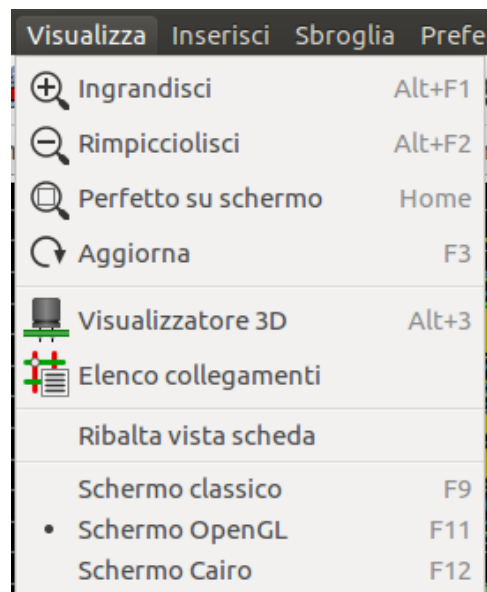 Visualizza Inserisci Sbroglia Prefe
Ingrandisci Alt+F1
Rimpicciolisci Alt+F2
Perfetto su schermo Home
Aggiorna F3
Visualizzatore 3D Alt+3
Elenco collegamenti
Ribalta vista scheda
Schermo classico F9
Schermo OpenGL F11
Schermo Cairo F12